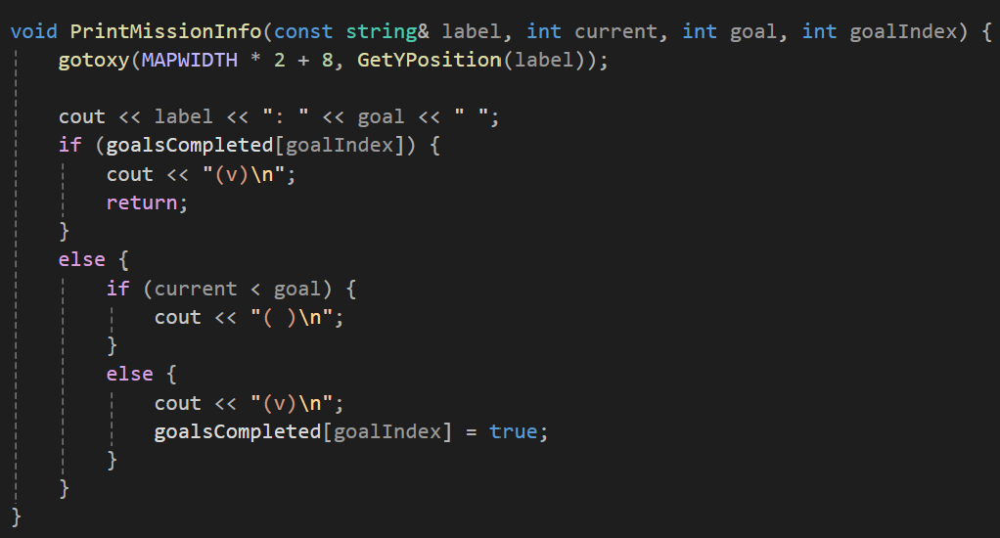 void PrintMissionInfo(const string& label, int current, int goal, int goalIndex) {
    gotoxy(MAPWIDTH * 2 + 8, GetYPosition(label));

    cout << label << ": " << goal << " ";
    if (goalsCompleted[goalIndex]) {
        cout << "(v)\n";
        return;
    }
    else {
        if (current < goal) {
            cout << "( )\n";
        }
        else {
            cout << "(v)\n";
            goalsCompleted[goalIndex] = true;
        }
    }
}